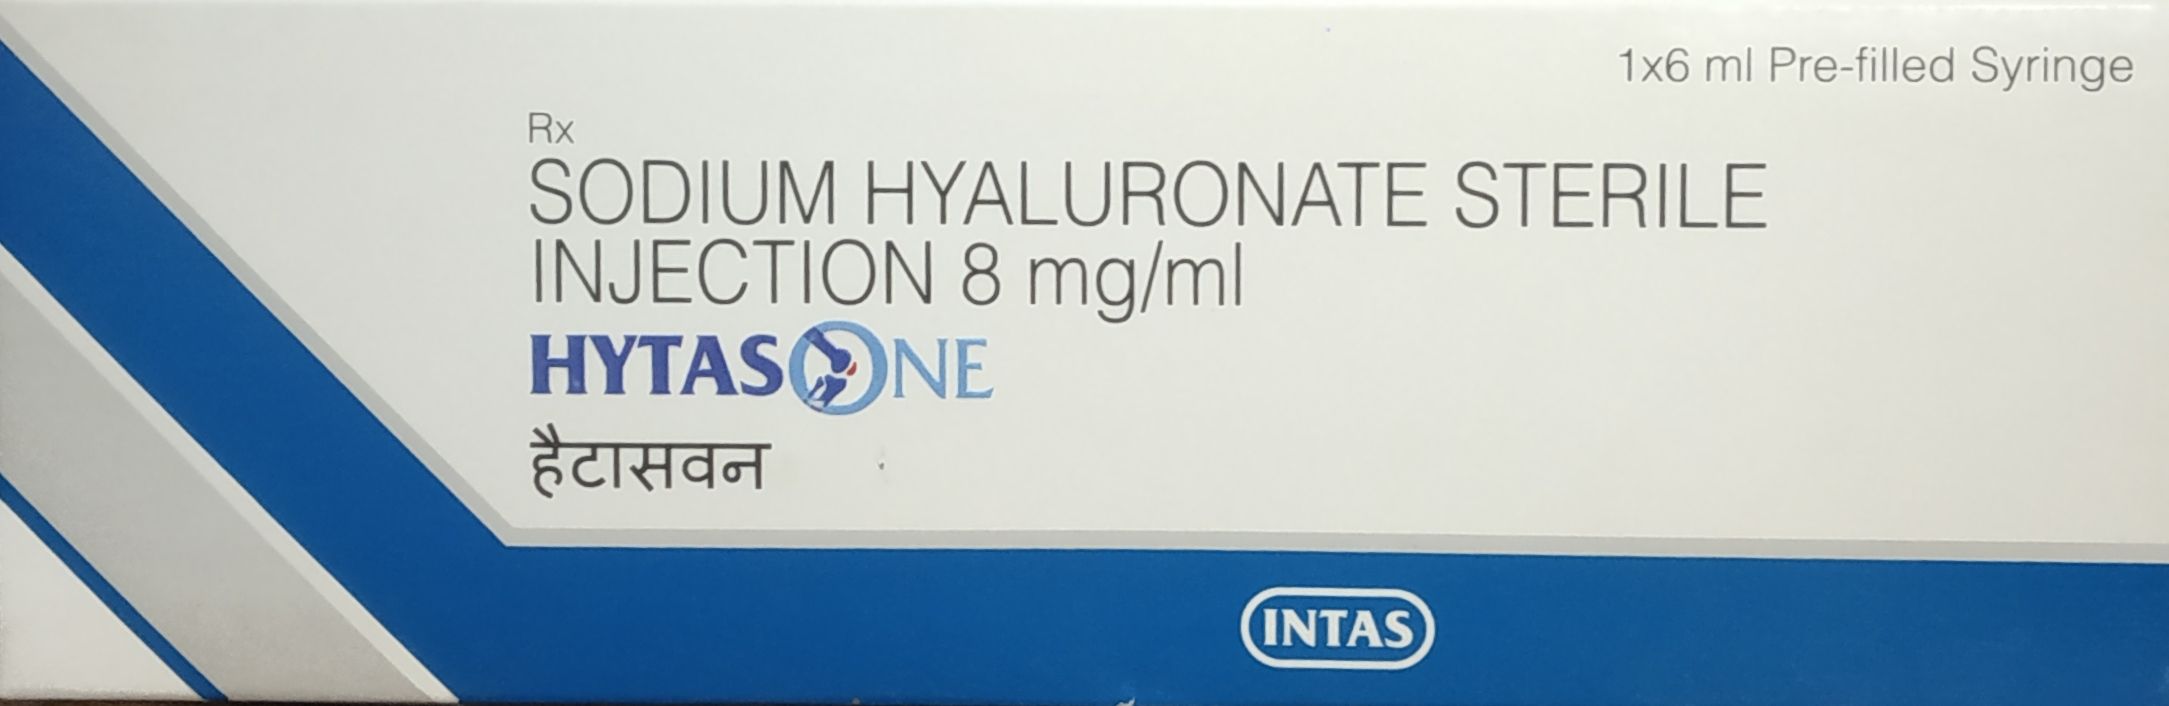 1x6 ml Pre-filled Syringe
Rx
SODIUM HYALURONATE STERILE
INJECTION 8 mg/ml
HYTASONE
हैटासवन
INTAS